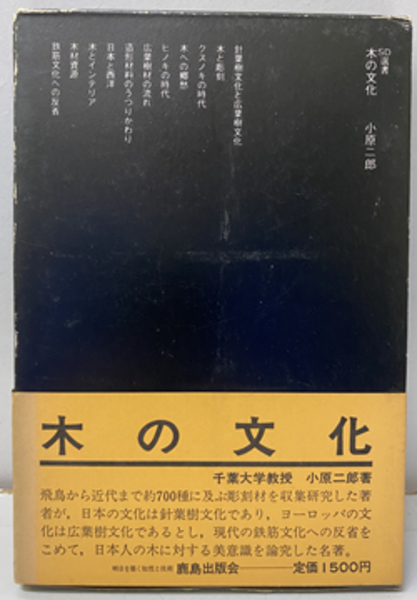 SD選書
木の文化　小原二郎
針葉樹文化と広葉樹文化
木と彫刻
クスノキの時代
木への郷愁
ヒノキの時代
広葉樹材の流れ
造形材料のうつりかわり
日本と西洋
木とインテリア
木材資源
鉄筋文化への反省
木の文化
千葉大学教授　小原二郎著
飛鳥から近代まで約700種に及ぶ彫刻材を収集研究した著
者が，日本の文化は針葉樹文化であり，ヨーロッパの文
化は広葉樹文化であるとし，現代の鉄筋文化への反省を
こめて，日本人の木に対する美意識を論究した名著。
明日を築く知性と技術 鹿島出版会——定価1500円